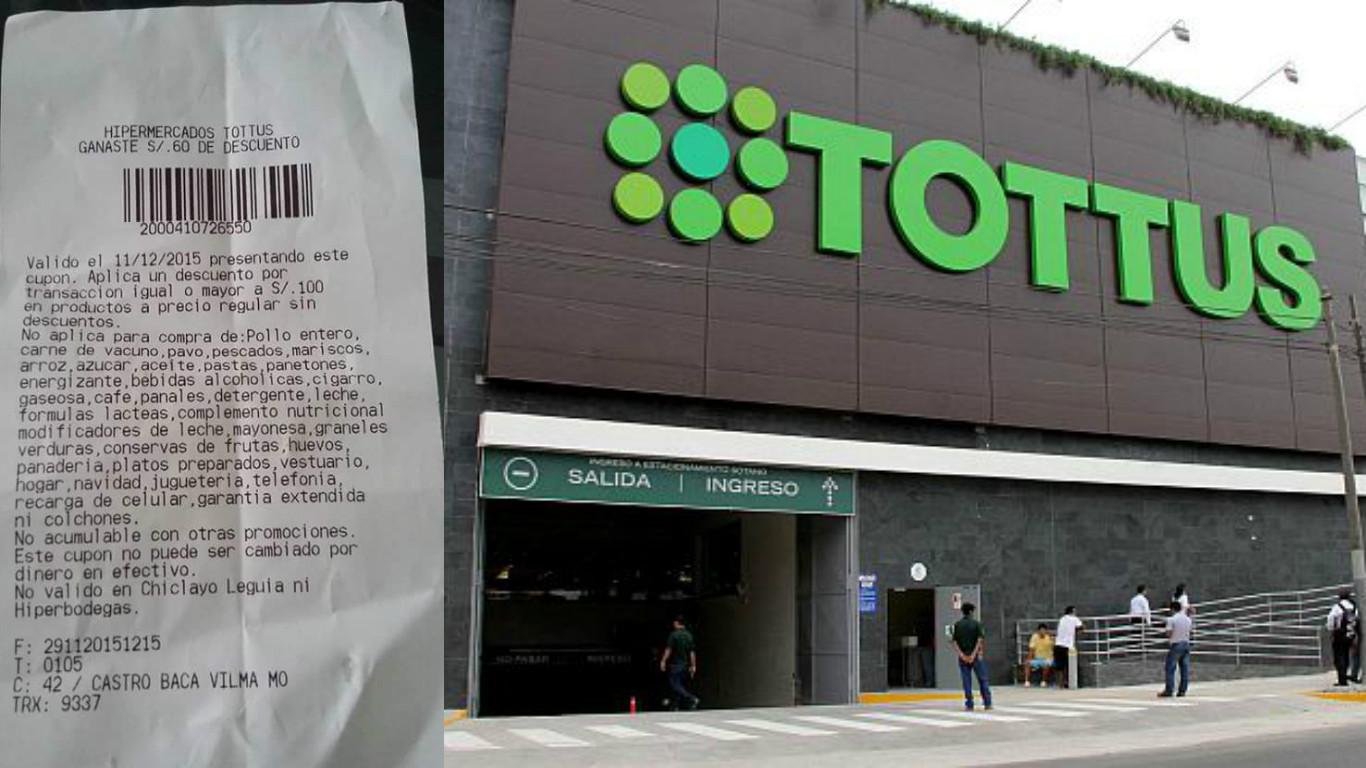 HIPERMERCADOS TOTTUS
GANASTE S/.60 DE DESCUENTO
2000410726550
Valido el 11/12/2015 presentando este
cupon. Aplica un descuento por
transaccion igual o mayor a S/.100
en productos a precio regular sin
descuentos.
No aplica para compra de:Pollo entero,
carne de vacuno,pavo,pescados,mariscos,
arroz,azucar,aceite,pastas,panetones,
energizante,bebidas alcoholicas,cigarro,
gaseosa,cafe,panales,detergente,leche,
formulas lacteas,complemento nutricional
modificadores de leche,mayonesa,graneles
verduras,conservas de frutas,huevos,
panaderia,platos preparados,vestuario,
hogar,navidad,jugueteria,telefonia,
recarga de celular,garantia extendida
ni colchones.
No acumulable con otras promociones.
Este cupon no puede ser cambiado por
dinero en efectivo.
No valido en Chiclayo Leguia ni
Hiperbodegas.
F: 291120151215
T: 0105
C: 42 / CASTRO BACA VILMA MO
TRX: 9337
TOTTUS
INGRESO A ESTACIONAMIENTO SOTANO
SALIDA | INGRESO
NO PASAR INGRESO